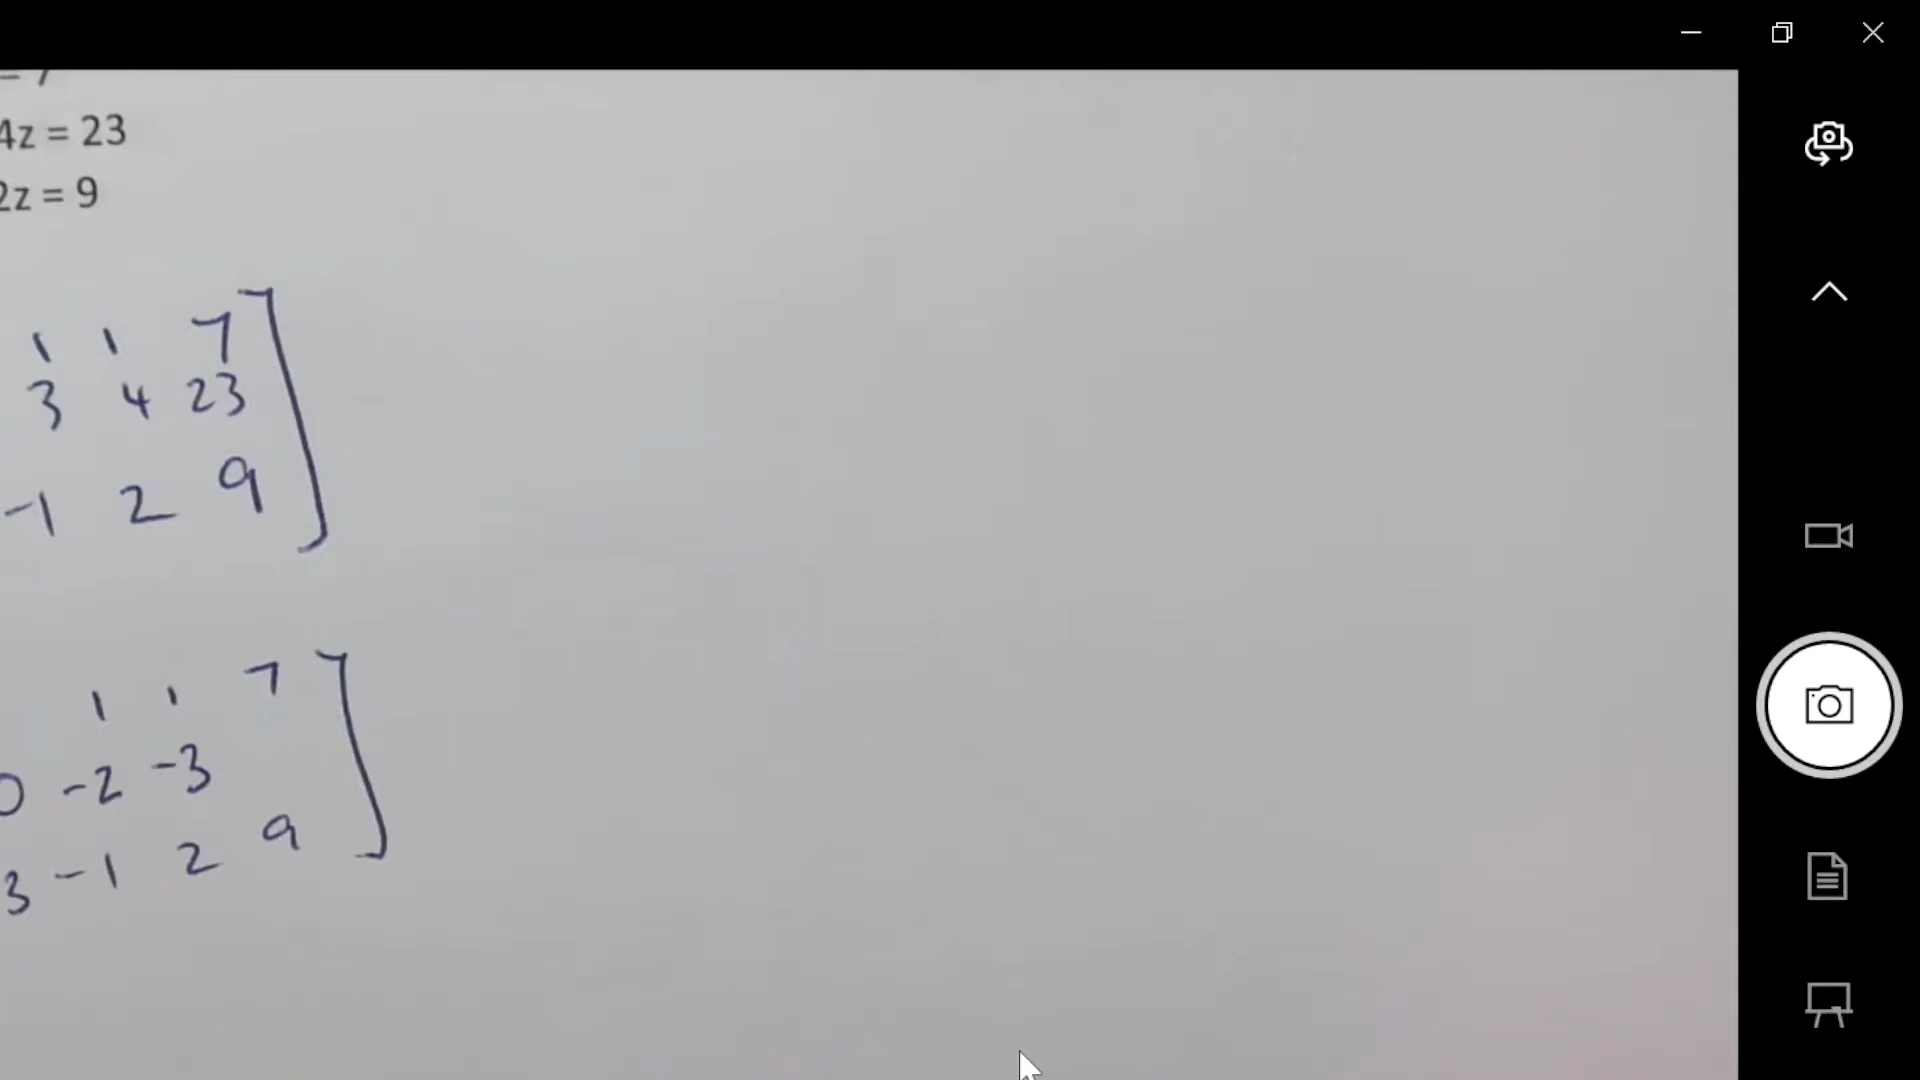 4z = 23
2z = 9
1 1 7
3 4 23
-1 2 9
1 1 7
0 -2 -3
3 -1 2 9